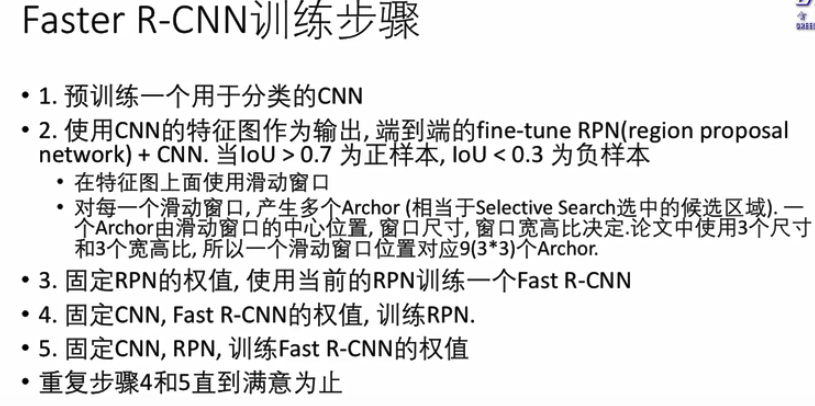 Faster R-CNN训练步骤
• 1. 预训练一个用于分类的CNN
• 2. 使用CNN的特征图作为输出, 端到端的fine-tune RPN(region proposal
network) + CNN. 当IoU > 0.7 为正样本, IoU < 0.3 为负样本
• 在特征图上面使用滑动窗口
• 对每一个滑动窗口, 产生多个Archor (相当于Selective Search选中的候选区域). 一
个Archor由滑动窗口的中心位置, 窗口尺寸, 窗口宽高比决定.论文中使用3个尺寸
和3个宽高比, 所以一个滑动窗口位置对应9(3*3)个Archor.
• 3. 固定RPN的权值, 使用当前的RPN训练一个Fast R-CNN
• 4. 固定CNN, Fast R-CNN的权值, 训练RPN.
• 5. 固定CNN, RPN, 训练Fast R-CNN的权值
• 重复步骤4和5直到满意为止